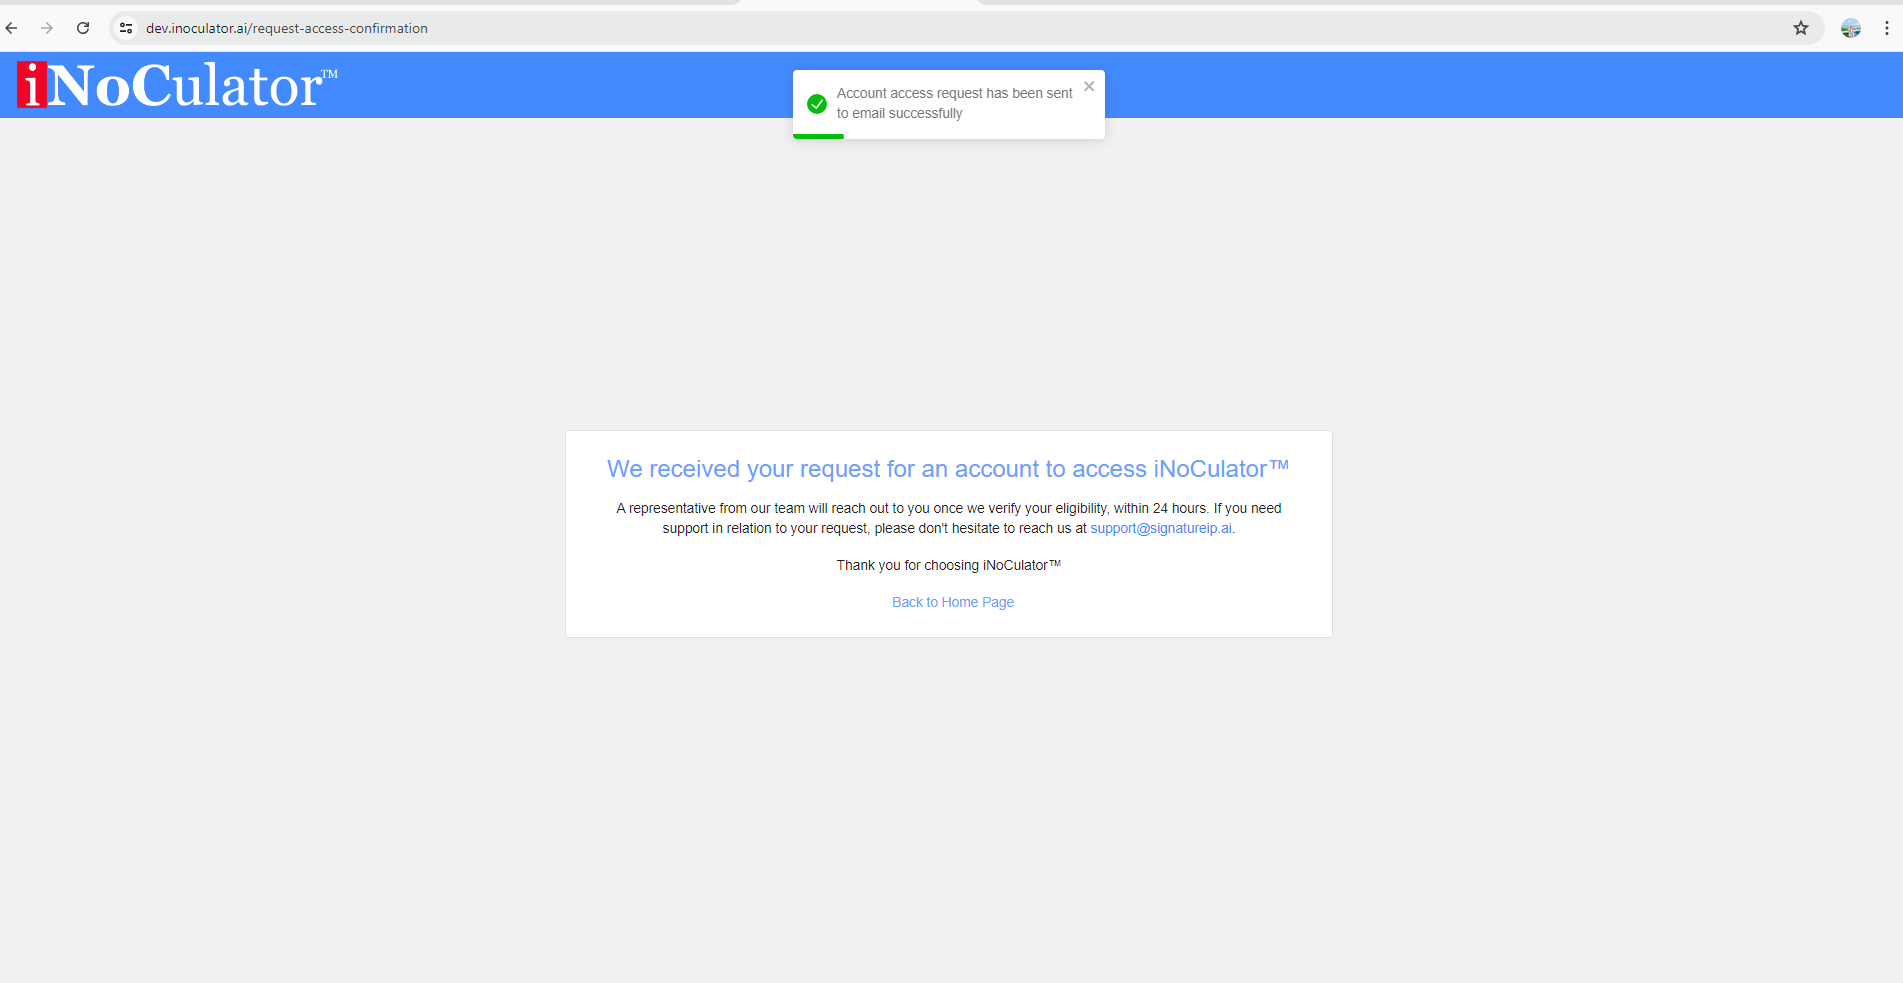 dev.inoculator.ai/request-access-confirmation
iNoCulator™
Account access request has been sent
to email successfully
We received your request for an account to access iNoCulator™
A representative from our team will reach out to you once we verify your eligibility, within 24 hours. If you need
support in relation to your request, please don't hesitate to reach us at support@signatureip.ai.
Thank you for choosing iNoCulator™
Back to Home Page